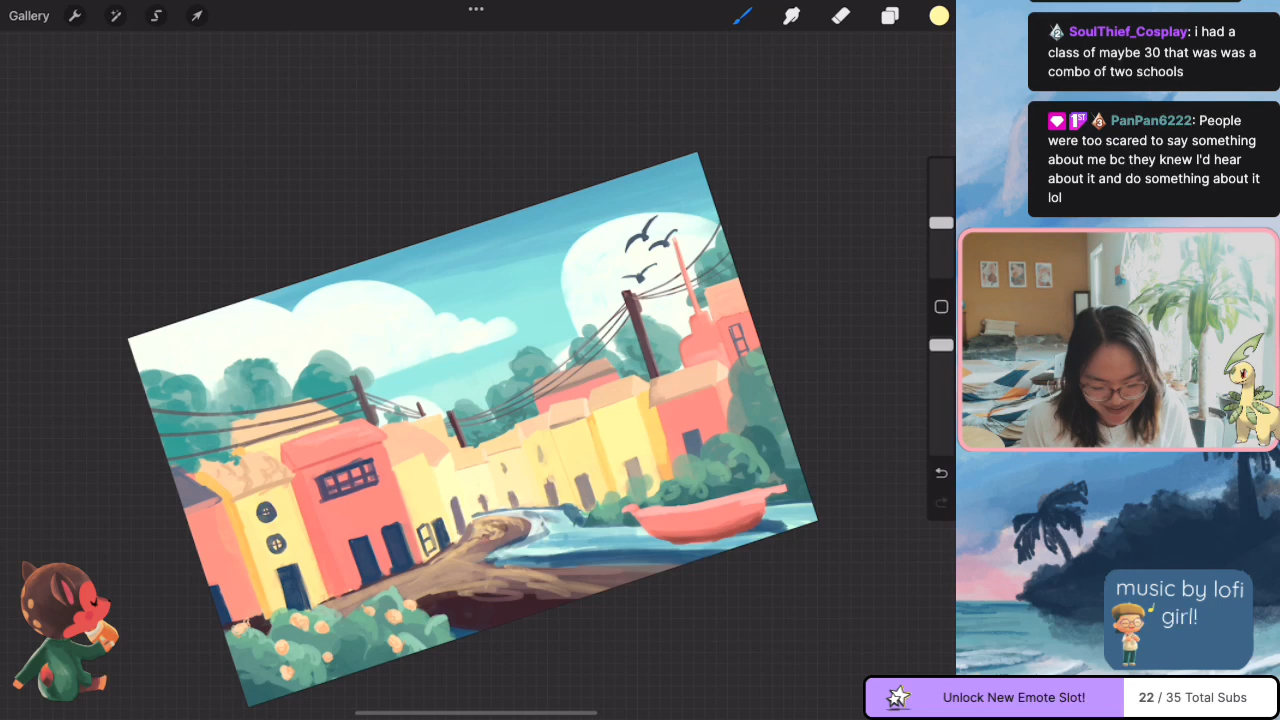 Gallery
SoulThief_Cosplay: i had a
class of maybe 30 that was was a
combo of two schools
1ST PanPan6222: People
were too scared to say something
about me bc they knew I'd hear
about it and do something about it
lol
music by lofi
girl!
Unlock New Emote Slot!
22 / 35 Total Subs